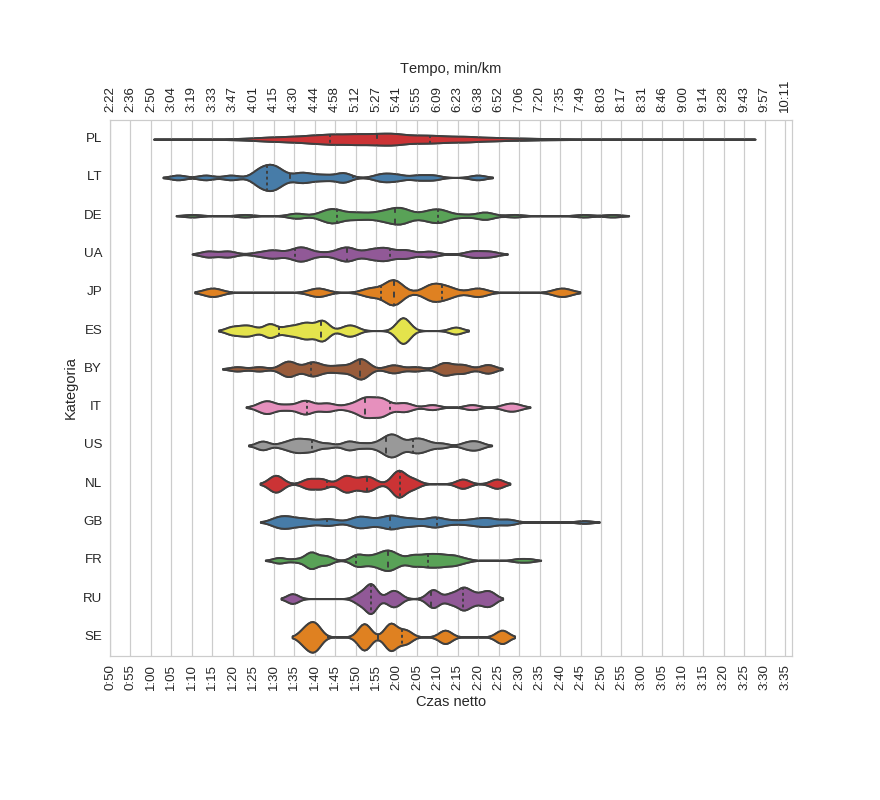 Tempo, min/km
2:22 2:36 2:50 3:04 3:19 3:33 3:47 4:01 4:15 4:30 4:44 4:58 5:12 5:27 5:41 5:55 6:09 6:23 6:38 6:52 7:06 7:20 7:35 7:49 8:03 8:17 8:31 8:46 9:00 9:14 9:28 9:43 9:57 10:11
Kategoria
PL
LT
DE
UA
JP
ES
BY
IT
US
NL
GB
FR
RU
SE
0:50 0:55 1:00 1:05 1:10 1:15 1:20 1:25 1:30 1:35 1:40 1:45 1:50 1:55 2:00 2:05 2:10 2:15 2:20 2:25 2:30 2:35 2:40 2:45 2:50 2:55 3:00 3:05 3:10 3:15 3:20 3:25 3:30 3:35
Czas netto